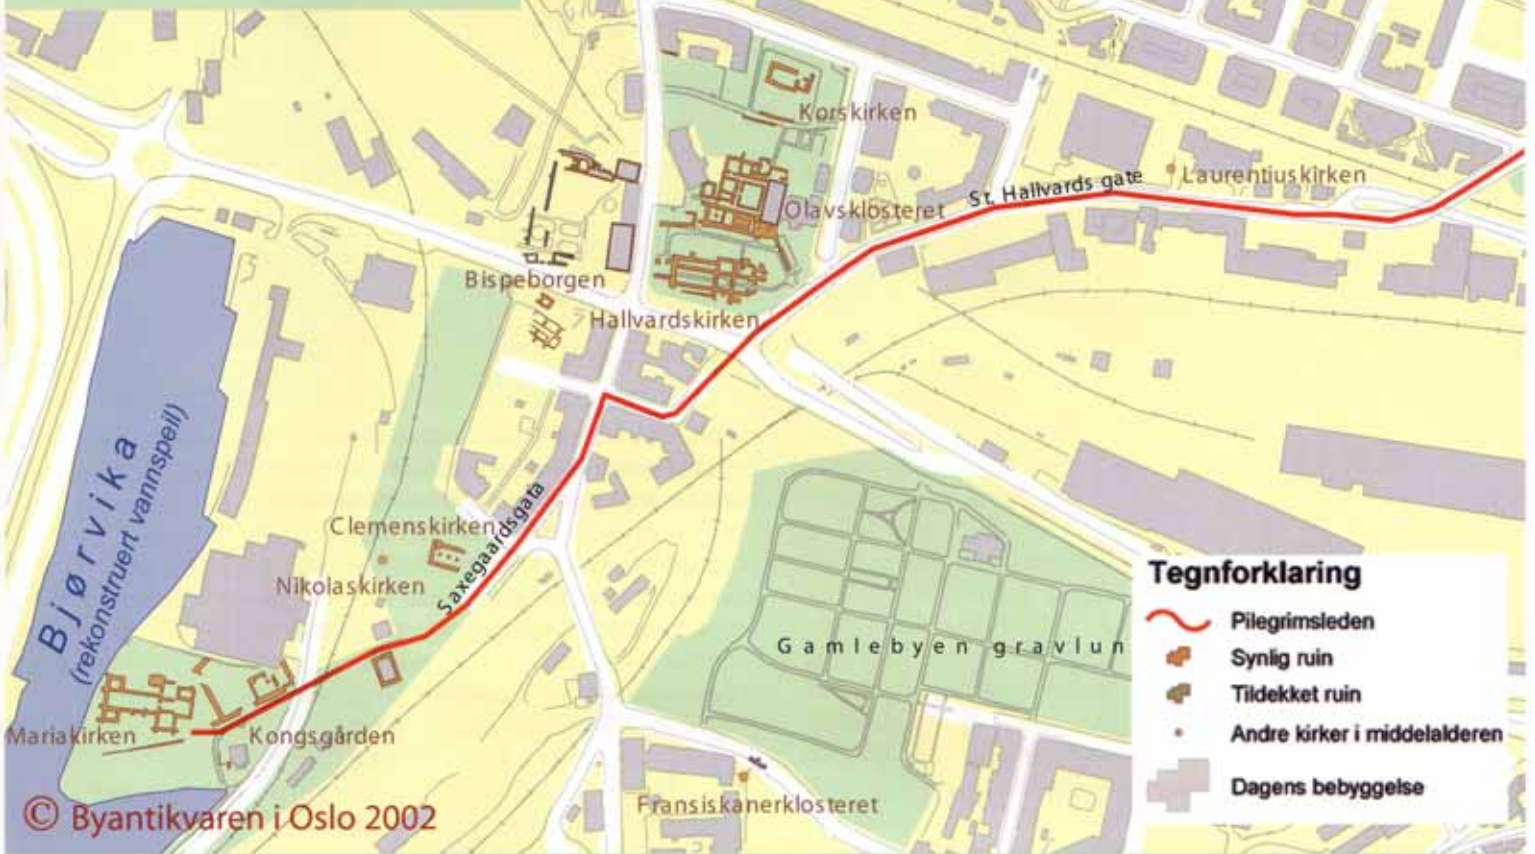 Korskirken
Laurentiuskirken
St. Hallvards gate
Olavsklosteret
Bispeborgen
Hallvardskirken
Bjørvika
(rekonstruert vannspeil)
Clemenskirken
Saxegaardsgata
Nikolaskirken
Gamlebyen gravlun
Mariakirken
Kongsgården
Fransiskanerklosteret
© Byantikvaren i Oslo 2002
Tegnforklaring
Pilegrimsleden
Synlig ruin
Tildekket ruin
Andre kirker i middelalderen
Dagens bebyggelse